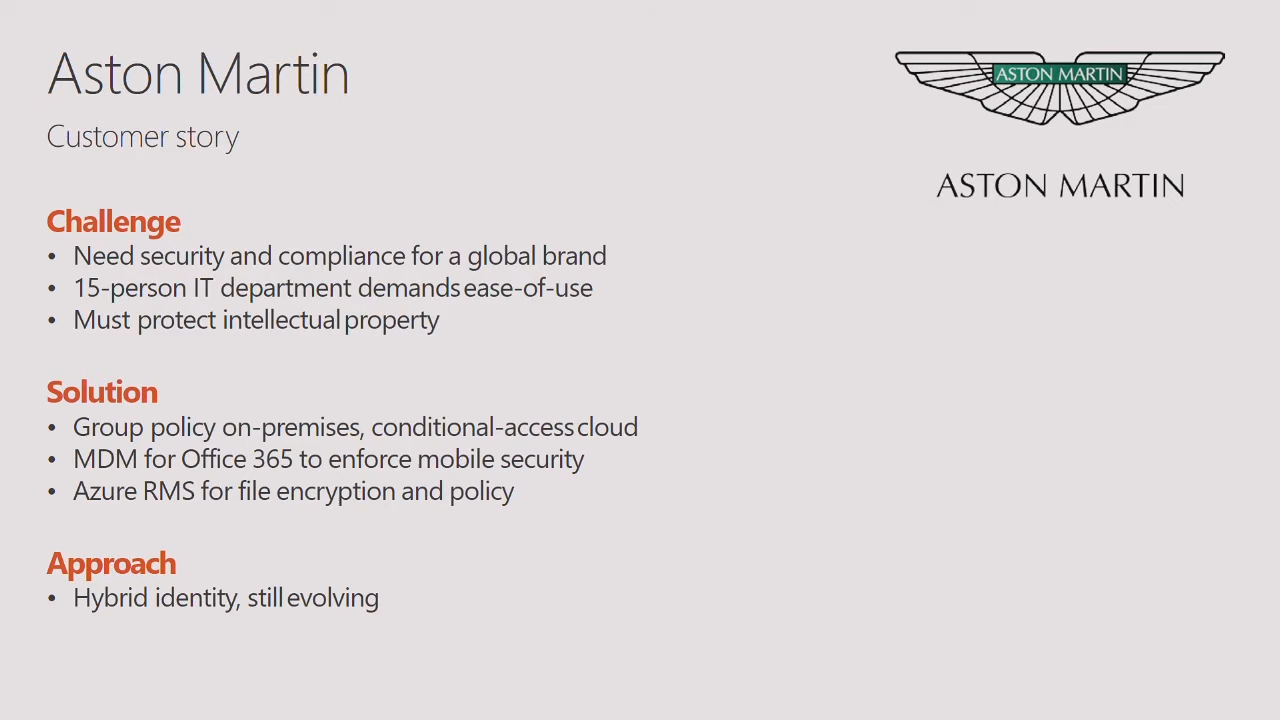 Aston Martin
Customer story
ASTON MARTIN
ASTON MARTIN
Challenge
• Need security and compliance for a global brand
• 15-person IT department demands ease-of-use
• Must protect intellectual property
Solution
• Group policy on-premises, conditional-access cloud
• MDM for Office 365 to enforce mobile security
• Azure RMS for file encryption and policy
Approach
• Hybrid identity, still evolving